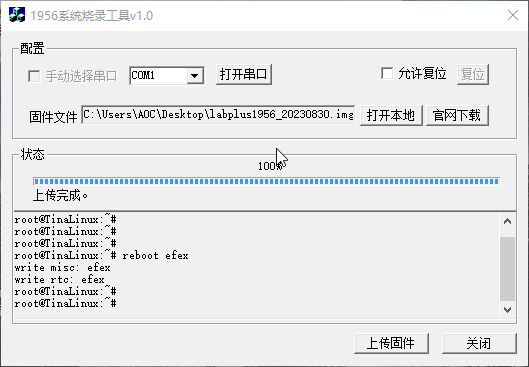 1956系统烧录工具v1.0
配置
手动选择串口 COM1 打开串口 允许复位 复位
固件文件 C:\Users\AOC\Desktop\labplus1956_20230830.img 打开本地 官网下载
状态
100%
上传完成。
root@TinaLinux:~#
root@TinaLinux:~#
root@TinaLinux:~#
root@TinaLinux:~# reboot efex
write misc: efex
write rtc: efex
root@TinaLinux:~#
root@TinaLinux:~#
上传固件 关闭